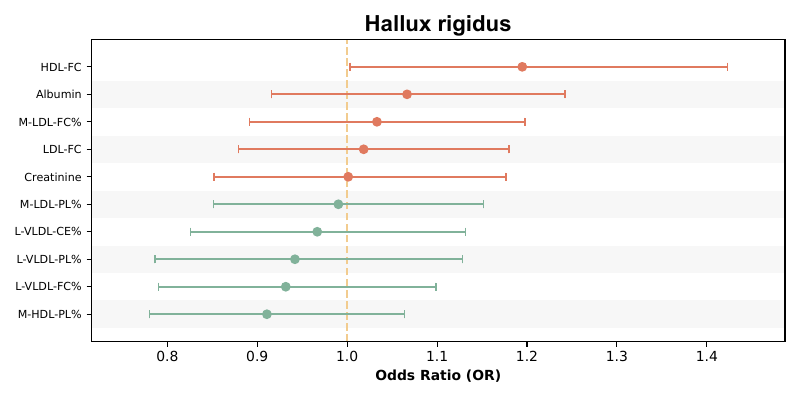 Hallux rigidus
HDL-FC
Albumin
M-LDL-FC%
LDL-FC
Creatinine
M-LDL-PL%
L-VLDL-CE%
L-VLDL-PL%
L-VLDL-FC%
M-HDL-PL%
0.8 0.9 1.0 1.1 1.2 1.3 1.4
Odds Ratio (OR)